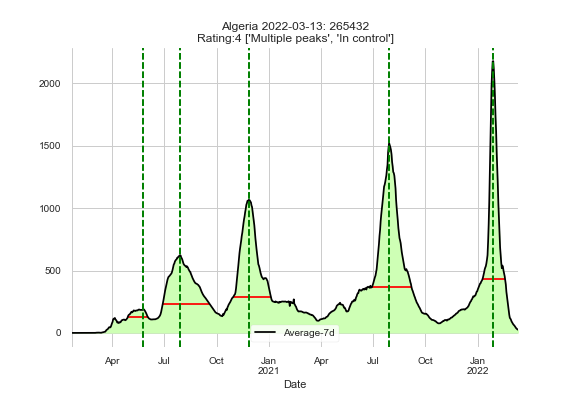 Algeria 2022-03-13: 265432
Rating:4 ['Multiple peaks', 'In control']
2000
1500
1000
500
0
Average-7d
Apr Jul Oct Jan Apr Jul Oct Jan
2021 2022
Date